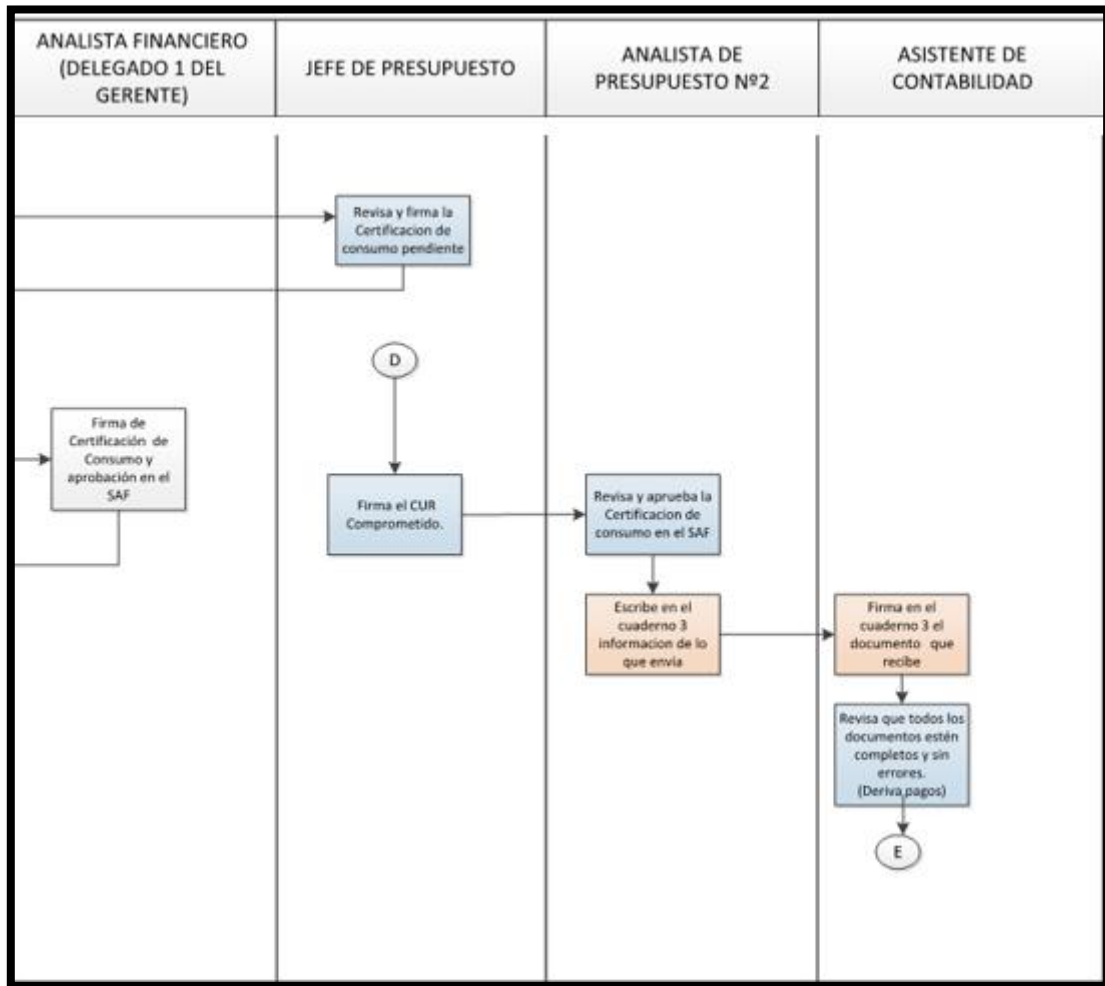 ANALISTA FINANCIERO
(DELEGADO 1 DEL
GERENTE)
JEFE DE PRESUPUESTO
ANALISTA DE
PRESUPUESTO Nº2
ASISTENTE DE
CONTABILIDAD
Revisa y firma la
Certificacion de
consumo pendiente
D
Firma de
Certificación de
Consumo y
aprobación en el
SAF
Firma el CUR
Comprometido.
Revisa y aprueba la
Certificacion de
consumo en el SAF
Escribe en el
cuaderno 3
informacion de lo
que envía
Firma en el
cuaderno 3 el
documento que
recibe
Revisa que todos los
documentos estén
completos y sin
errores.
(Deriva pagos)
E